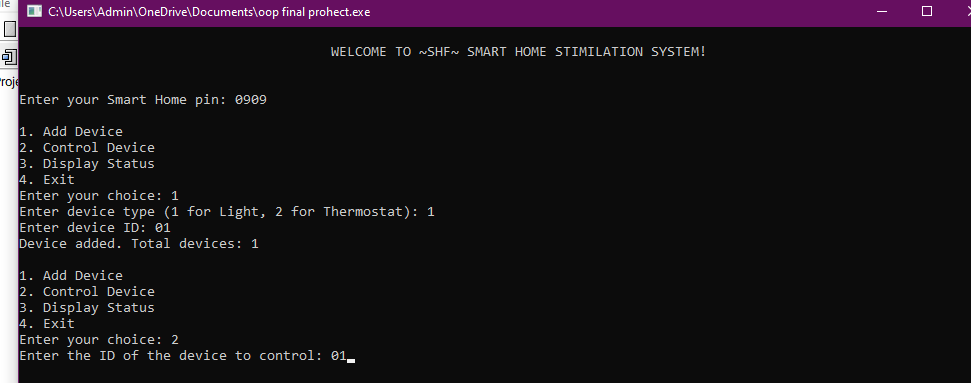 C:\Users\Admin\OneDrive\Documents\oop final prohect.exe
WELCOME TO ~SHF~ SMART HOME STIMILATION SYSTEM!
Enter your Smart Home pin: 0909
1. Add Device
2. Control Device
3. Display Status
4. Exit
Enter your choice: 1
Enter device type (1 for Light, 2 for Thermostat): 1
Enter device ID: 01
Device added. Total devices: 1
1. Add Device
2. Control Device
3. Display Status
4. Exit
Enter your choice: 2
Enter the ID of the device to control: 01